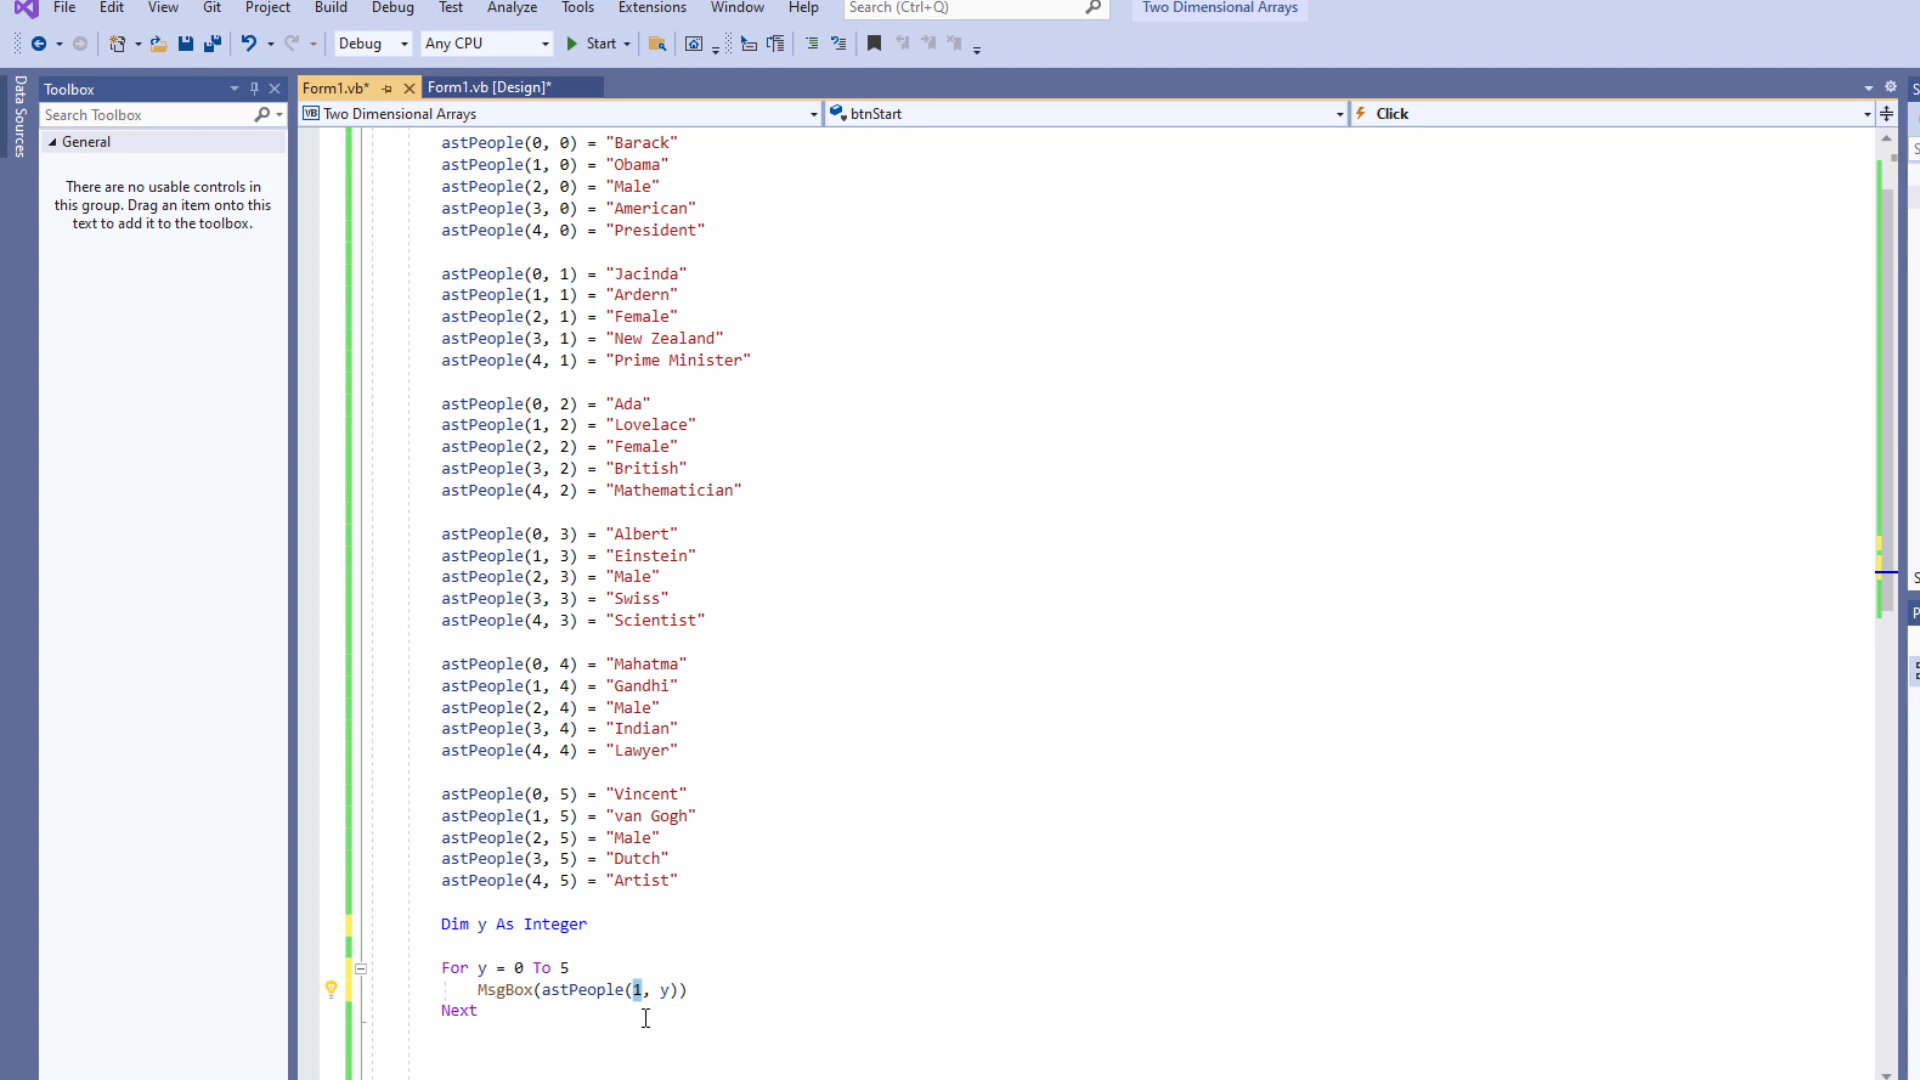 File Edit View Git Project Build Debug Test Analyze Tools Extensions Window Help Search (Ctrl+Q) Two Dimensional Arrays
Debug Any CPU Start
Data Sources
Toolbox
Search Toolbox
General
There are no usable controls in
this group. Drag an item onto this
text to add it to the toolbox.
Form1.vb* Form1.vb [Design]*
VB Two Dimensional Arrays btnStart Click
astPeople(0, 0) = "Barack"
astPeople(1, 0) = "Obama"
astPeople(2, 0) = "Male"
astPeople(3, 0) = "American"
astPeople(4, 0) = "President"
astPeople(0, 1) = "Jacinda"
astPeople(1, 1) = "Ardern"
astPeople(2, 1) = "Female"
astPeople(3, 1) = "New Zealand"
astPeople(4, 1) = "Prime Minister"
astPeople(0, 2) = "Ada"
astPeople(1, 2) = "Lovelace"
astPeople(2, 2) = "Female"
astPeople(3, 2) = "British"
astPeople(4, 2) = "Mathematician"
astPeople(0, 3) = "Albert"
astPeople(1, 3) = "Einstein"
astPeople(2, 3) = "Male"
astPeople(3, 3) = "Swiss"
astPeople(4, 3) = "Scientist"
astPeople(0, 4) = "Mahatma"
astPeople(1, 4) = "Gandhi"
astPeople(2, 4) = "Male"
astPeople(3, 4) = "Indian"
astPeople(4, 4) = "Lawyer"
astPeople(0, 5) = "Vincent"
astPeople(1, 5) = "van Gogh"
astPeople(2, 5) = "Male"
astPeople(3, 5) = "Dutch"
astPeople(4, 5) = "Artist"
Dim y As Integer
For y = 0 To 5
MsgBox(astPeople(1, y))
Next